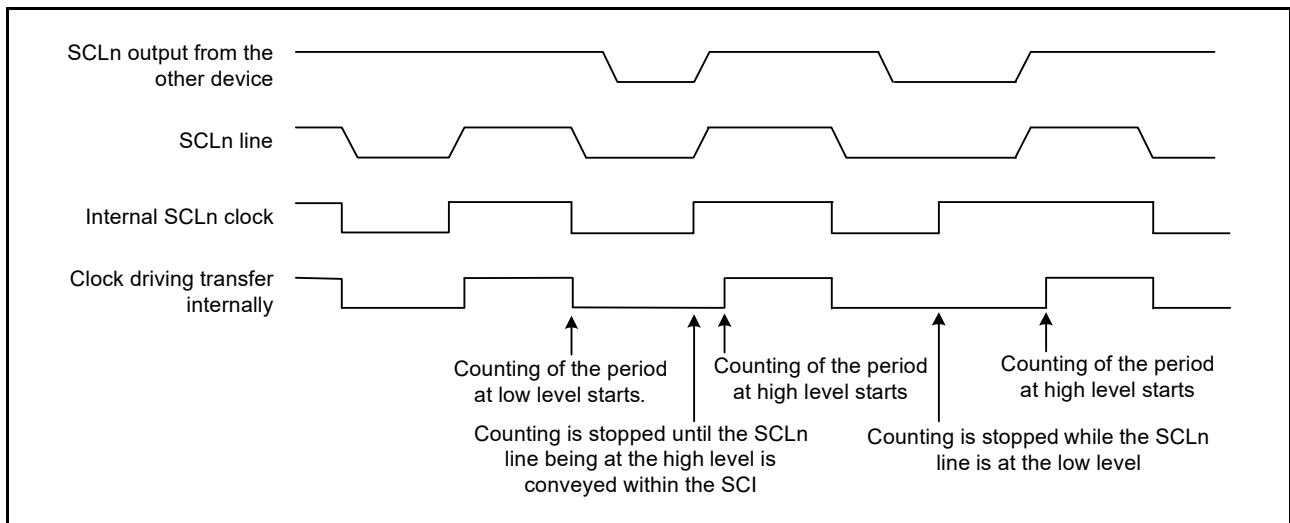 SCLn output from the
other device
SCLn line
Internal SCLn clock
Clock driving transfer
internally
Counting of the period
at low level starts.
Counting of the period
at high level starts
Counting of the period
at high level starts
Counting is stopped until the SCLn
line being at the high level is
conveyed within the SCI
Counting is stopped while the SCLn
line is at the low level